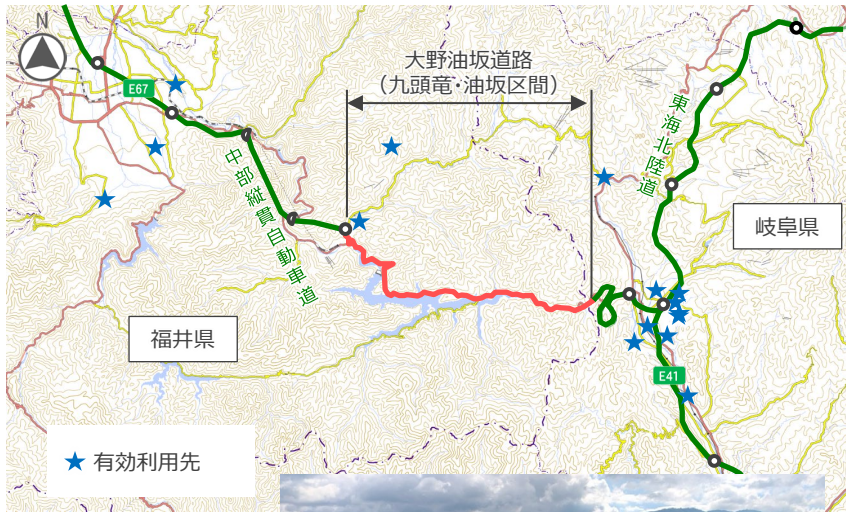 N
大野油坂道路
（九頭竜・油坂区間）
E67
中部縦貫自動車道
東海北陸道
岐阜県
福井県
E41
★ 有効利用先